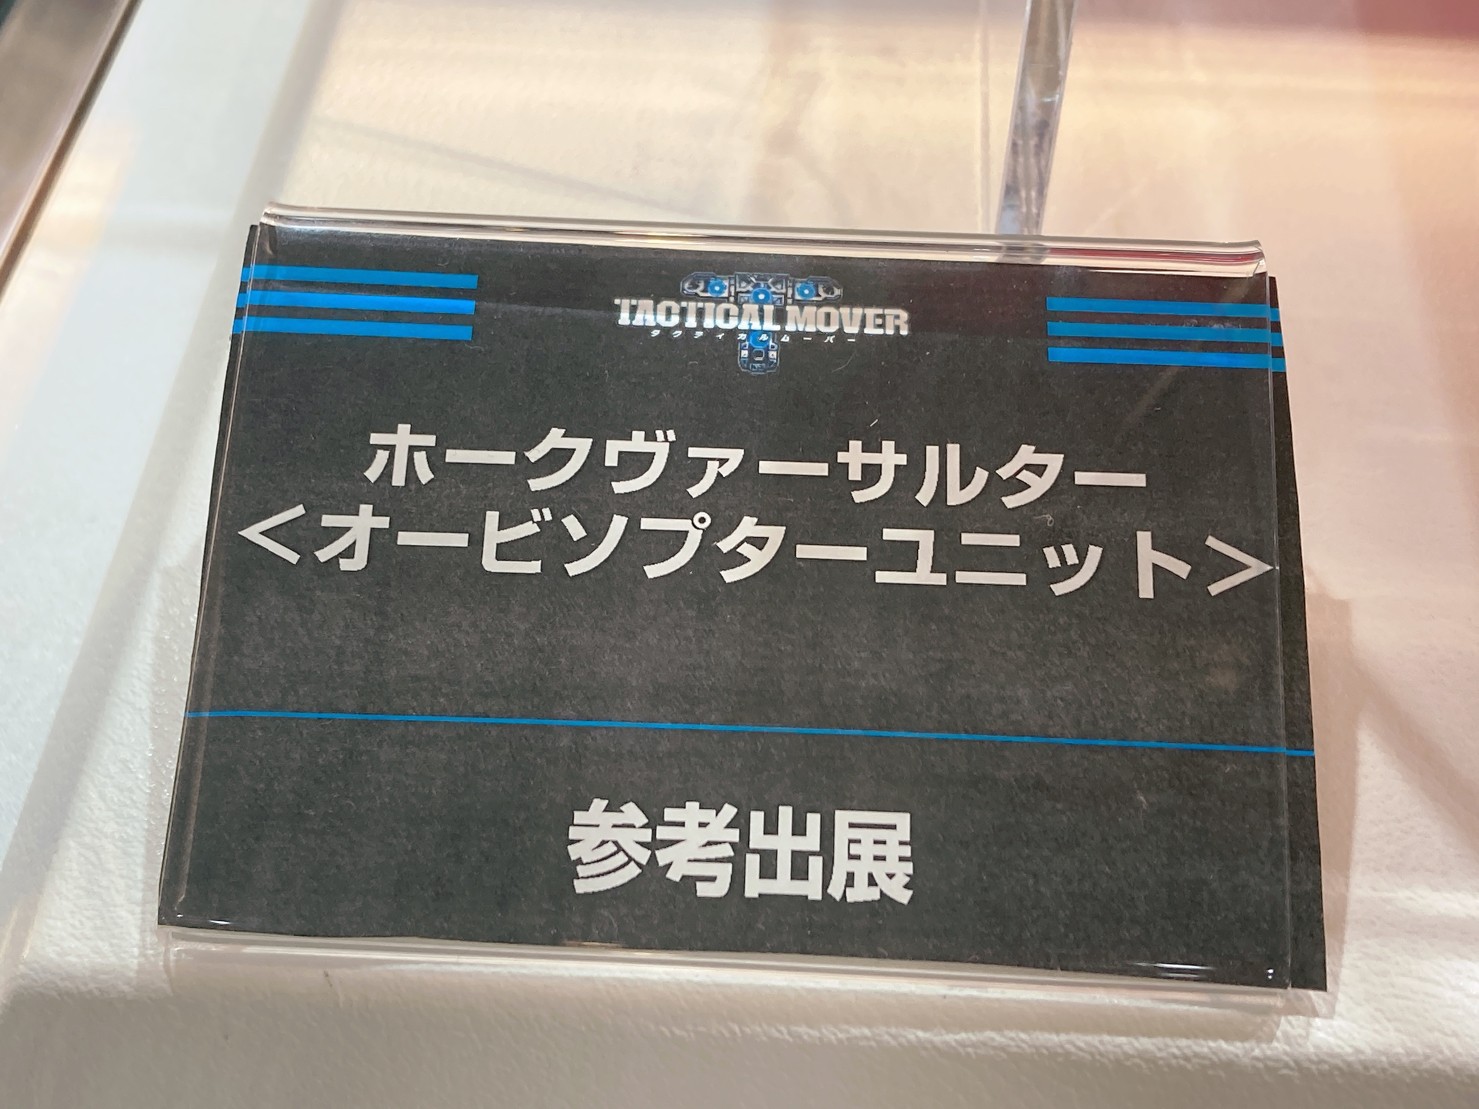 TACTICAL MOVER
タクティカルムーバー
ホークヴァーサルター
＜オービソプターユニット＞
参考出展